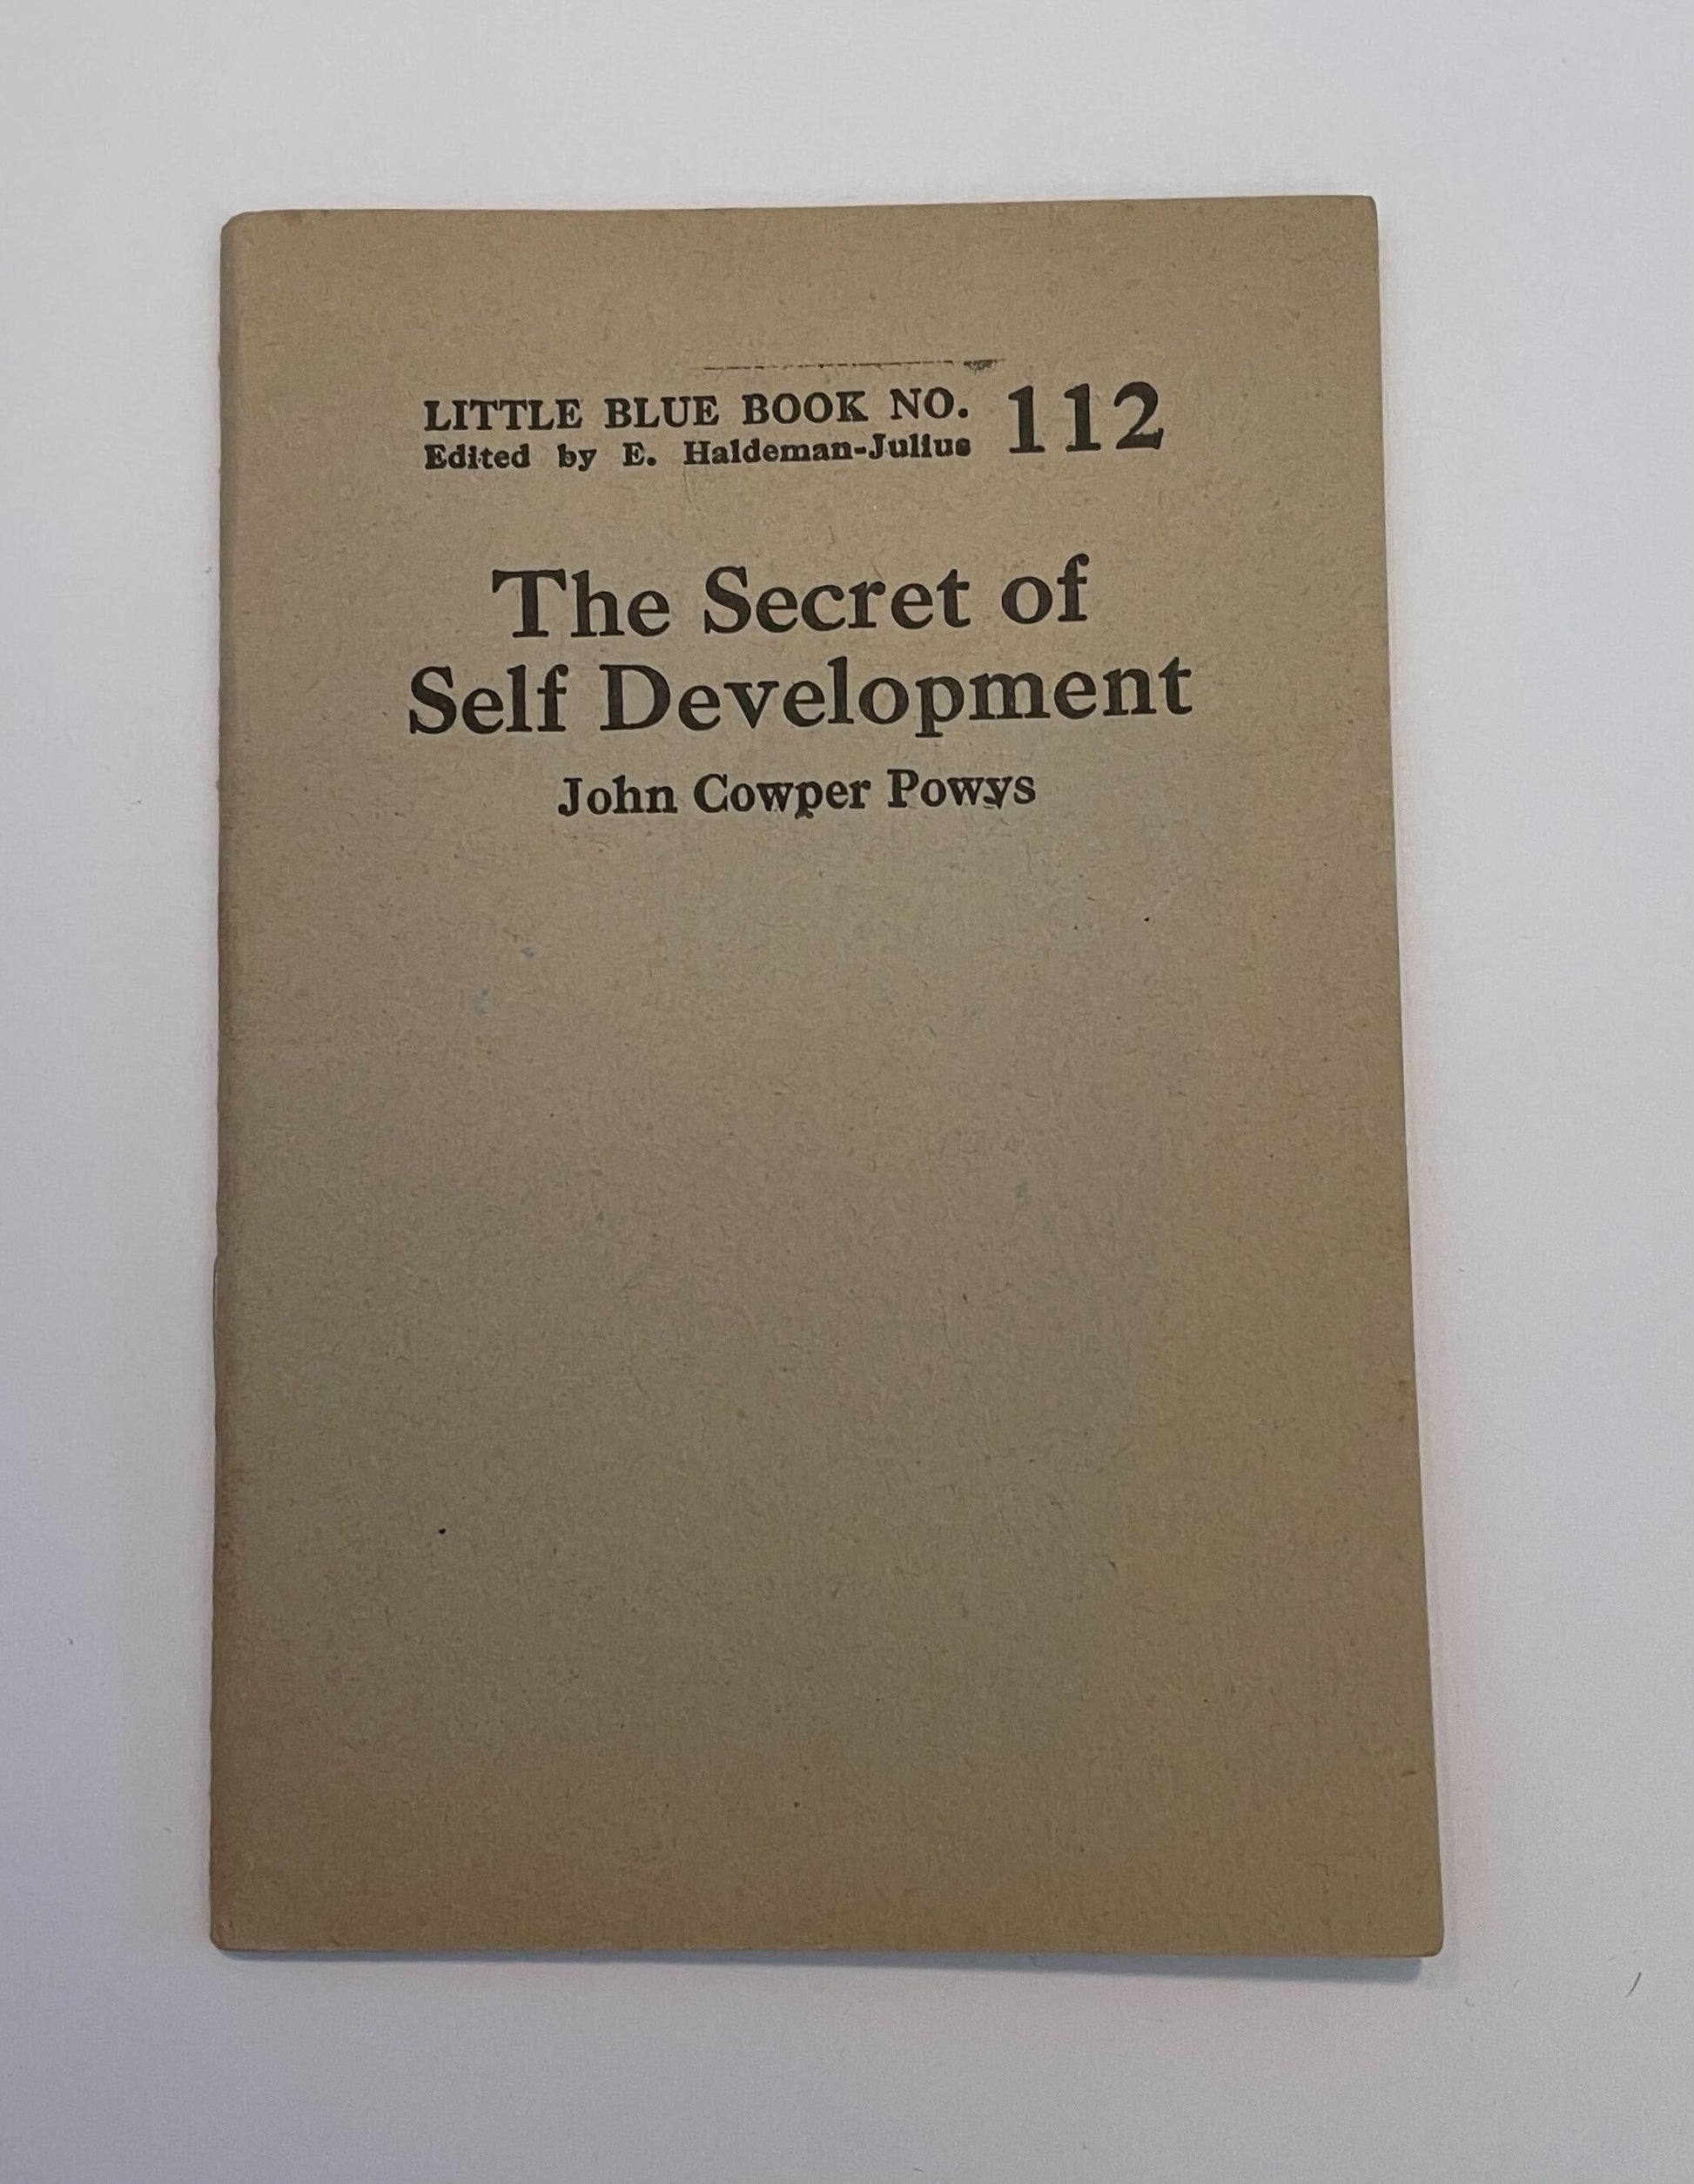 LITTLE BLUE BOOK NO. 112
Edited by E. Haldeman-Julius
The Secret of
Self Development
John Cowper Powys